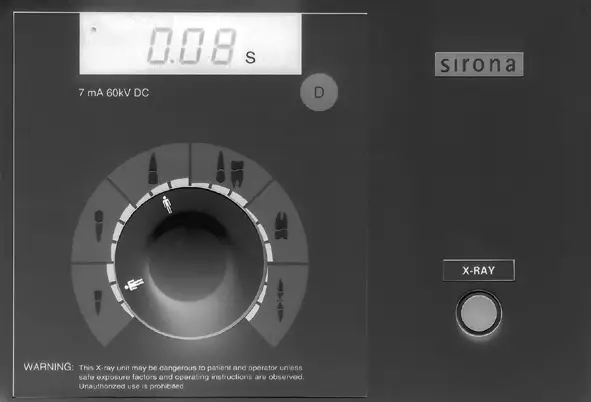 0.08 S
sirona
7 mA 60kV DC
D
X-RAY
WARNING: This X-ray unit may be dangerous to patient and operator unless
safe exposure factors and operating instructions are observed.
Unauthorized use is prohibited